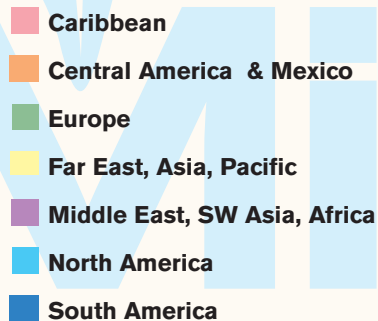 Caribbean
Central America & Mexico
Europe
Far East, Asia, Pacific
Middle East, SW Asia, Africa
North America
South America